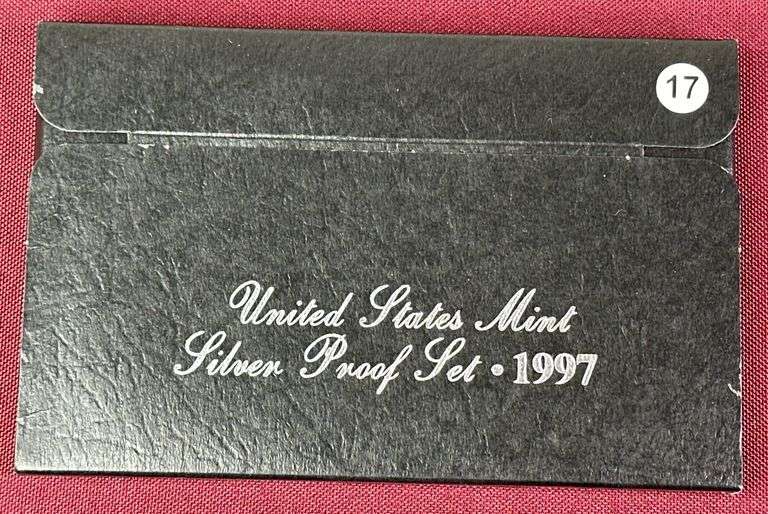 17
United States Mint
Silver Proof Set • 1997